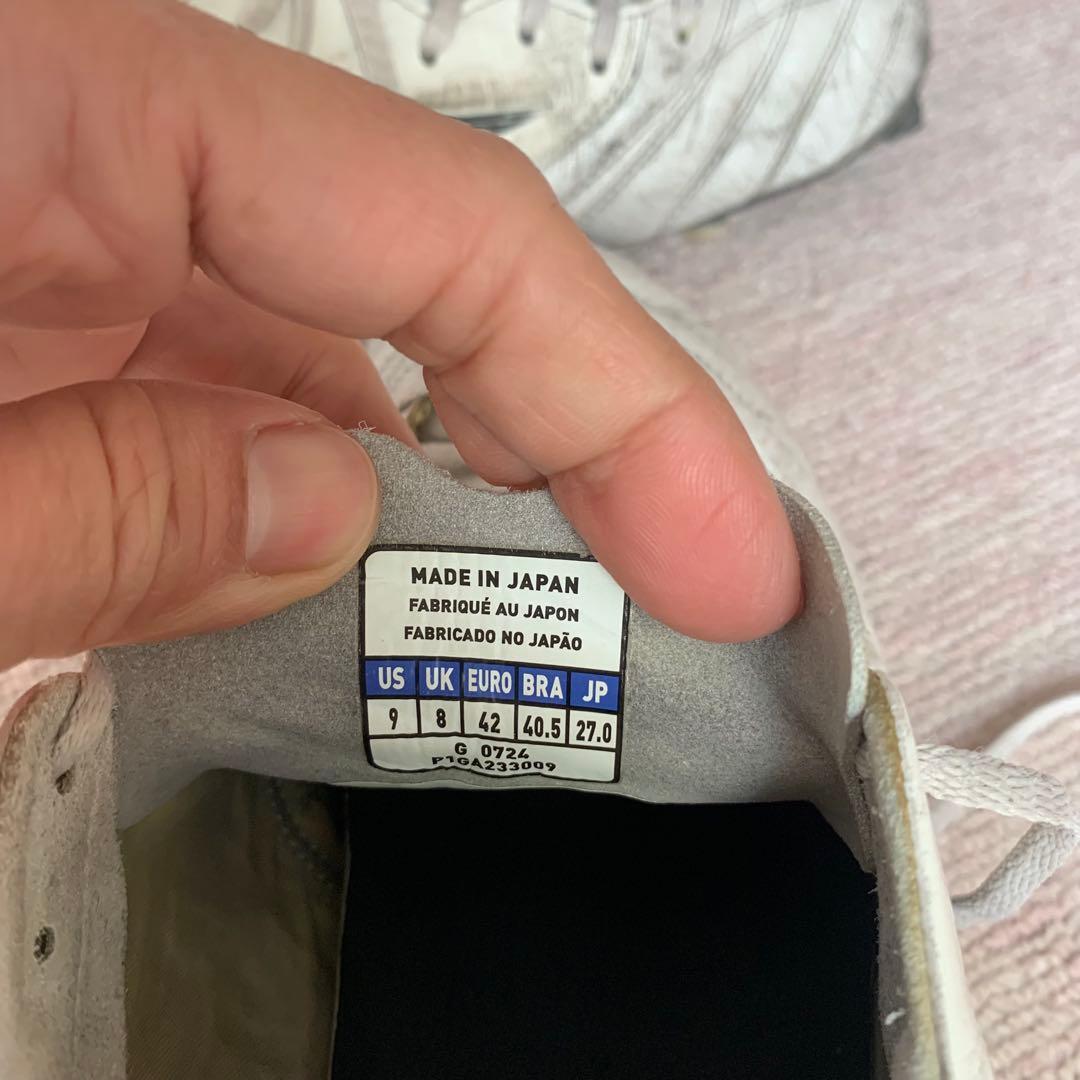 MADE IN JAPAN
FABRIQUÉ AU JAPON
FABRICADO NO JAPÃO
US UK EURO BRA JP
9 8 42 40.5 27.0
G 0724
P1GA233009